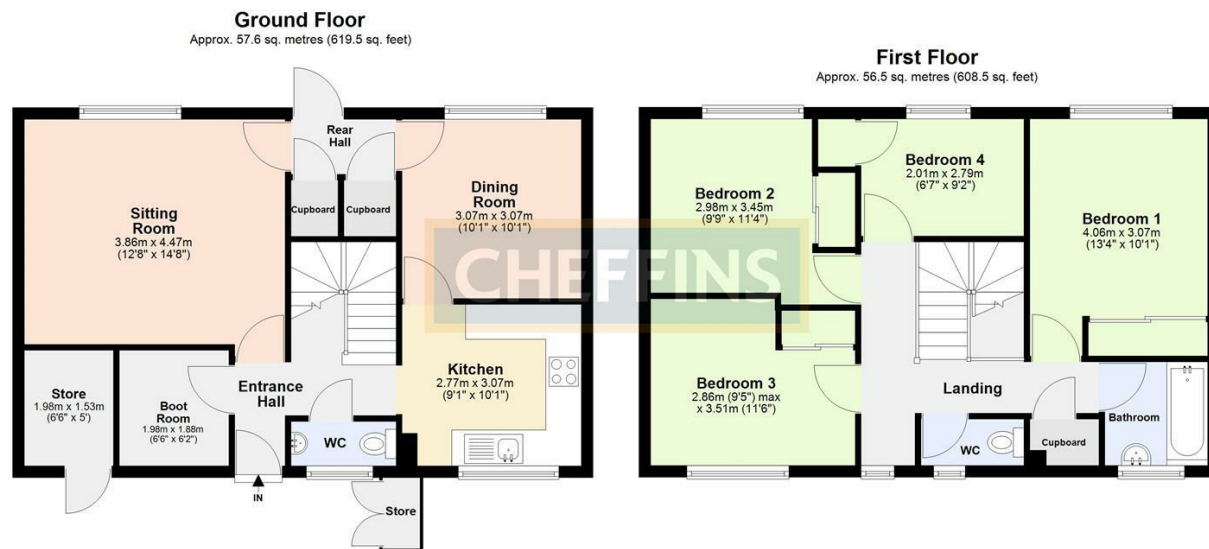 Ground Floor
Approx. 57.6 sq. metres (619.5 sq. feet)
Rear
Hall
Cupboard
Cupboard
Sitting
Room
3.86m x 4.47m
(12'8" x 14'8")
Dining
Room
3.07m x 3.07m
(10'1" x 10'1")
Kitchen
2.77m x 3.07m
(9'1" x 10'1")
Store
1.98m x 1.53m
(6'6" x 5')
Boot
Room
1.98m x 1.88m
(6'6" x 6'2")
Entrance
Hall
WC
IN
Store
CHEFFINS
First Floor
Approx. 56.5 sq. metres (608.5 sq. feet)
Bedroom 2
2.98m x 3.45m
(9'9" x 11'4")
Bedroom 4
2.01m x 2.79m
(6'7" x 9'2")
Bedroom 1
4.06m x 3.07m
(13'4" x 10'1")
Bedroom 3
2.86m (9'5") max
x 3.51m (11'6")
Landing
WC
Cupboard
Bathroom